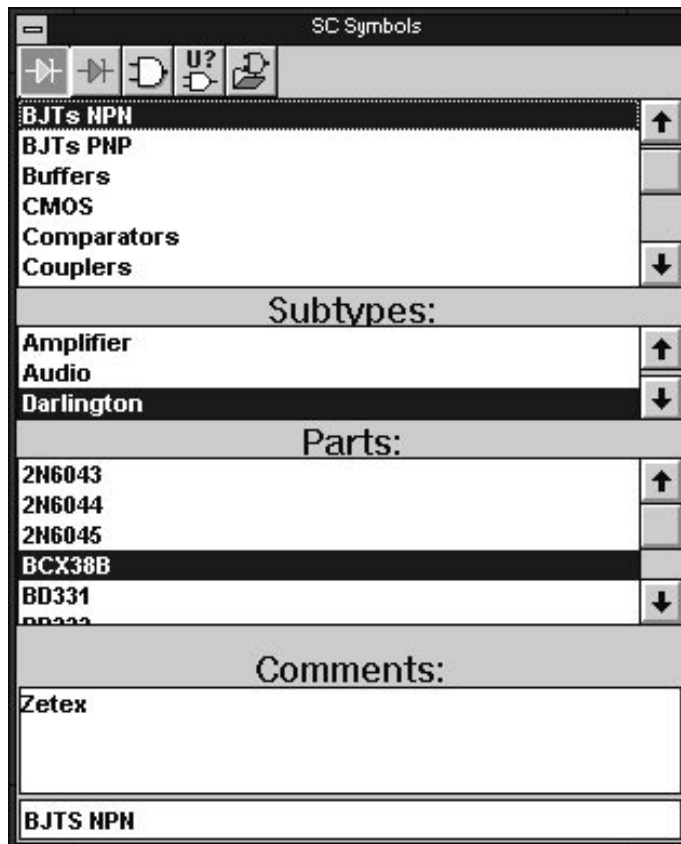 SC Symbols
U?
BJTs NPN
BJTs PNP
Buffers
CMOS
Comparators
Couplers
Subtypes:
Amplifier
Audio
Darlington
Parts:
2N6043
2N6044
2N6045
BCX38B
BD331
Comments:
Zetex
BJTS NPN